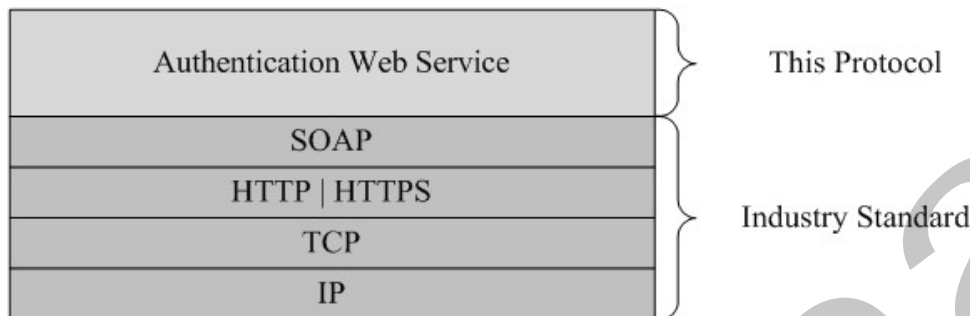 Authentication Web Service
This Protocol
SOAP
HTTP | HTTPS
Industry Standard
TCP
IP